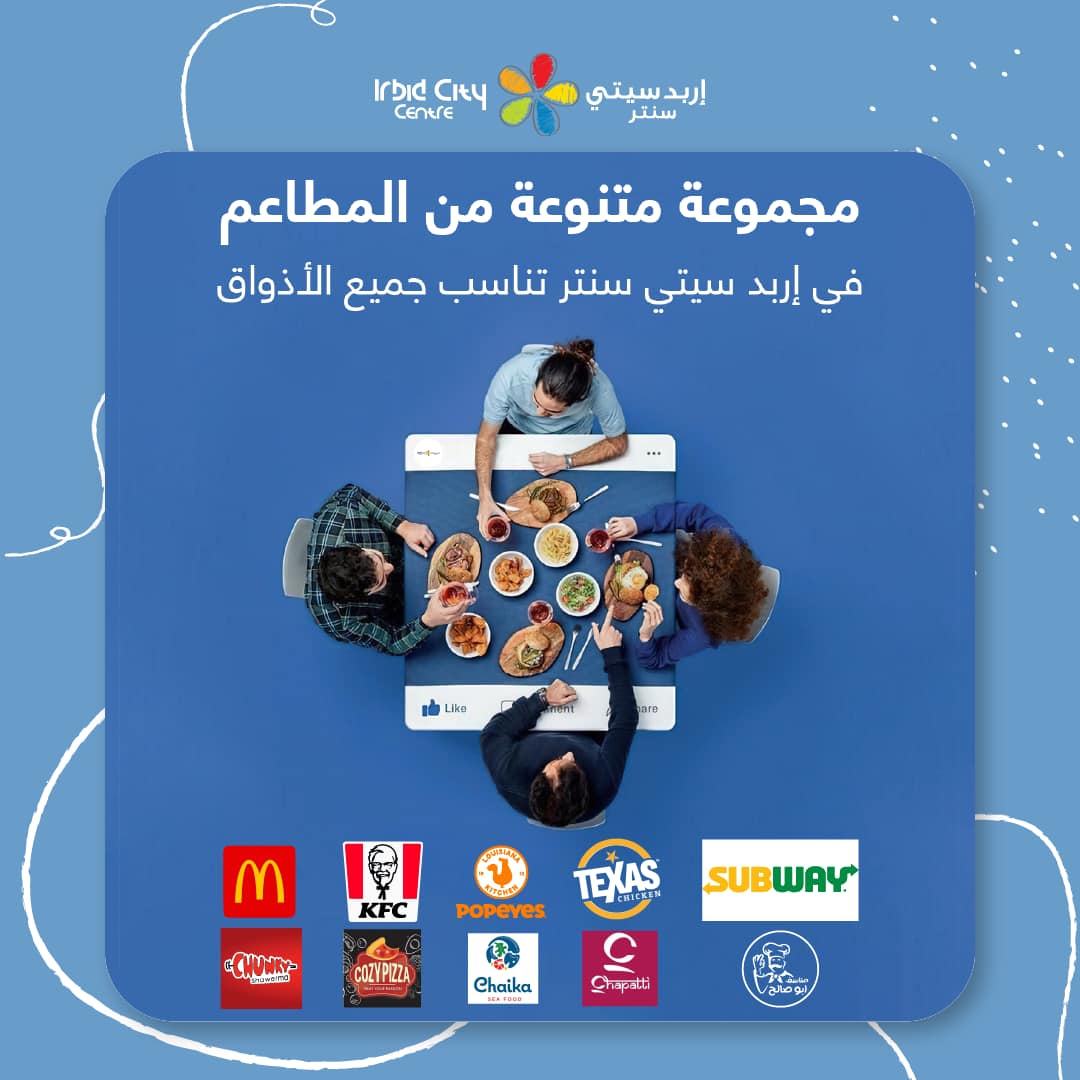 Irbid City
Centre
إربد سيتي
سنتر
مجموعة متنوعة من المطاعم
في إربد سيتي سنتر تناسب جميع الأذواق
Like
LOUISIANA
KITCHEN
POPEYES
KFC
TEXAS
CHICKEN
SUBWAY
CHUNKY
Shawerma
COZY PIZZA
Chaika
SEA FOOD
Chapatti
أبو صالح